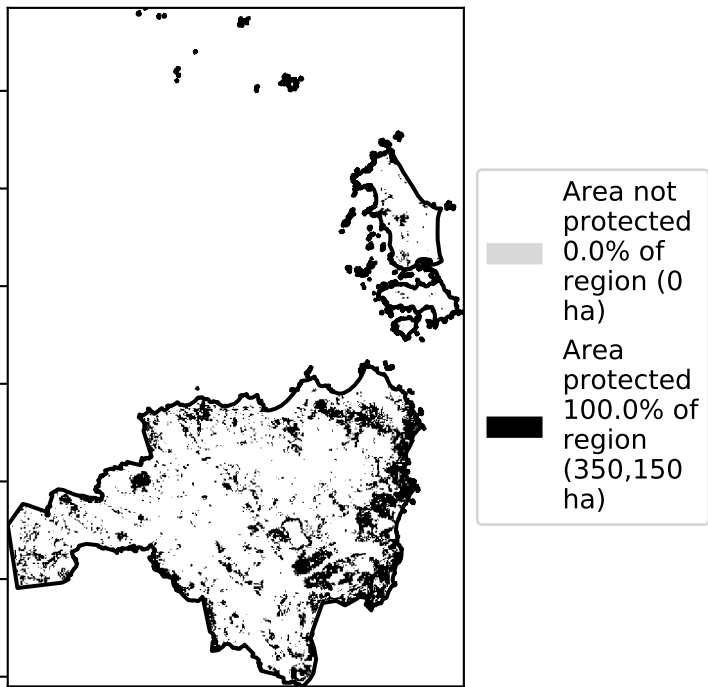 Area not
protected
0.0% of
region (0
ha)
Area
protected
100.0% of
region
(350,150
ha)